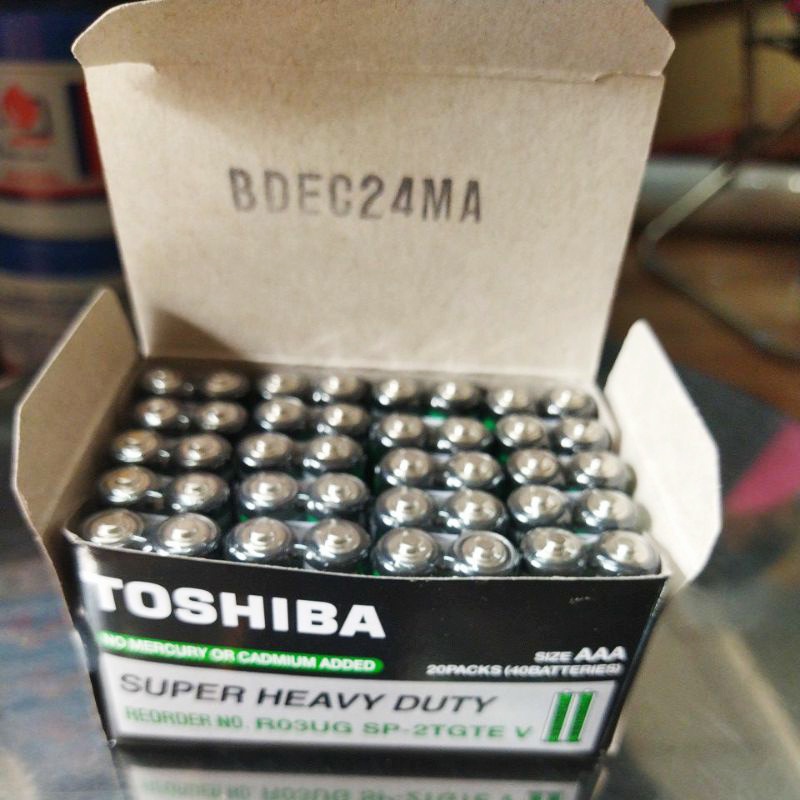 BDEC24MA
TOSHIBA
NO MERCURY OR CADMIUM ADDED
SIZE AAA
20PACKS (40BATTERIES)
SUPER HEAVY DUTY
REORDER-NO. R03UG SP-2TGTE V